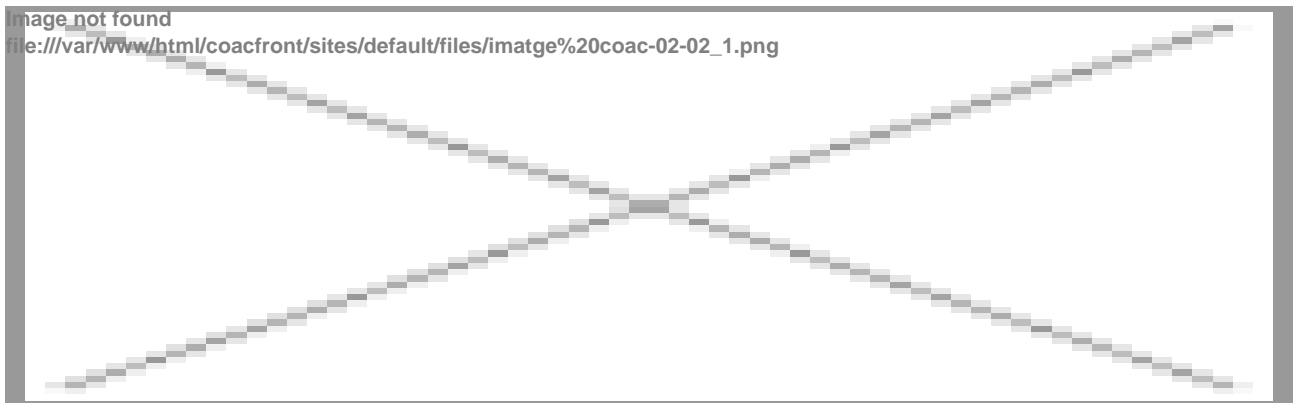 Image not found
file:///var/www/html/coacfront/sites/default/files/imatge%20coac-02-02_1.png